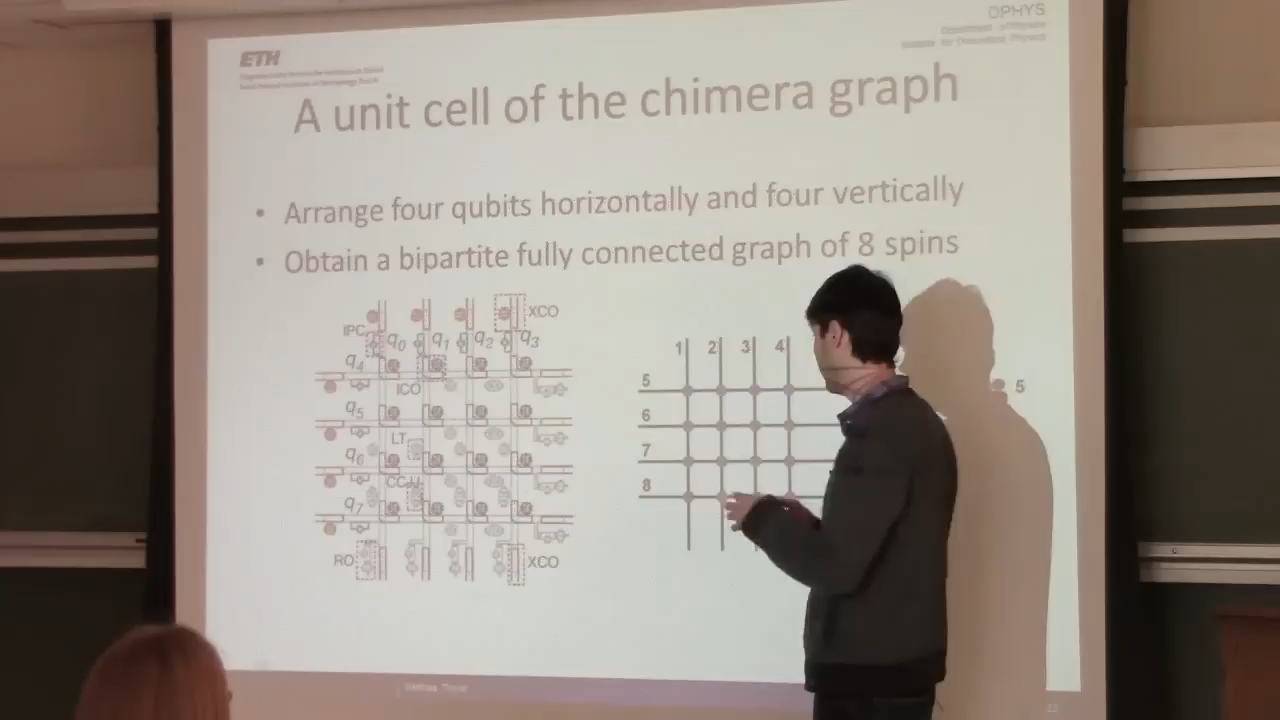 ETH
DPHYS
A unit cell of the chimera graph
• Arrange four qubits horizontally and four vertically
• Obtain a bipartite fully connected graph of 8 spins
XCO
IPC
q0 q1 q2 q3
q4
ICO
q5
LT
q6
CCJJ
q7
RO
XCO
1 2 3 4
5
6
7
8
5
22